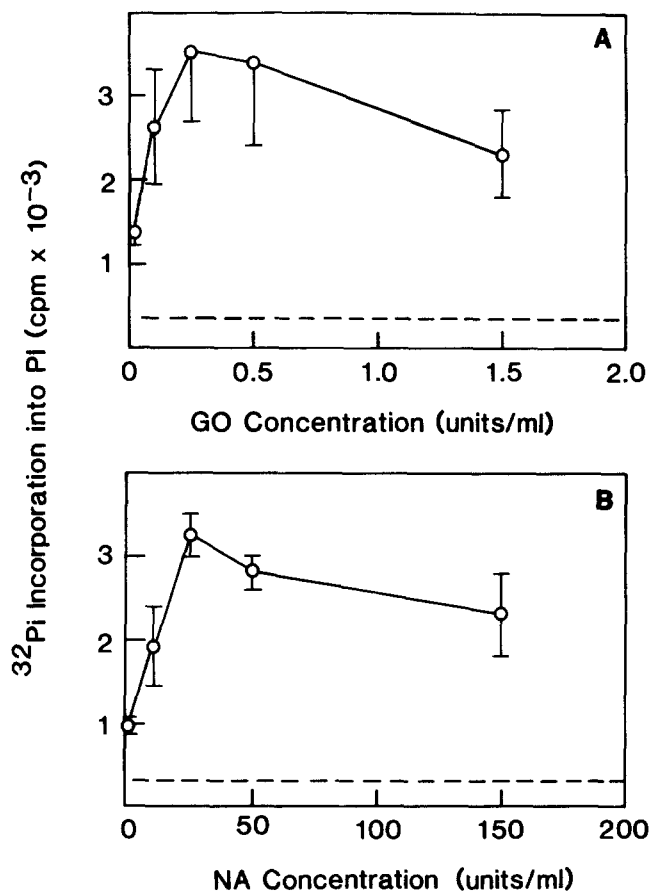 A
3
2
1
0 0.5 1.0 1.5 2.0
GO Concentration (units/ml)
³²Pi Incorporation into PI (cpm x 10⁻³)
B
3
2
1
0 50 100 150 200
NA Concentration (units/ml)